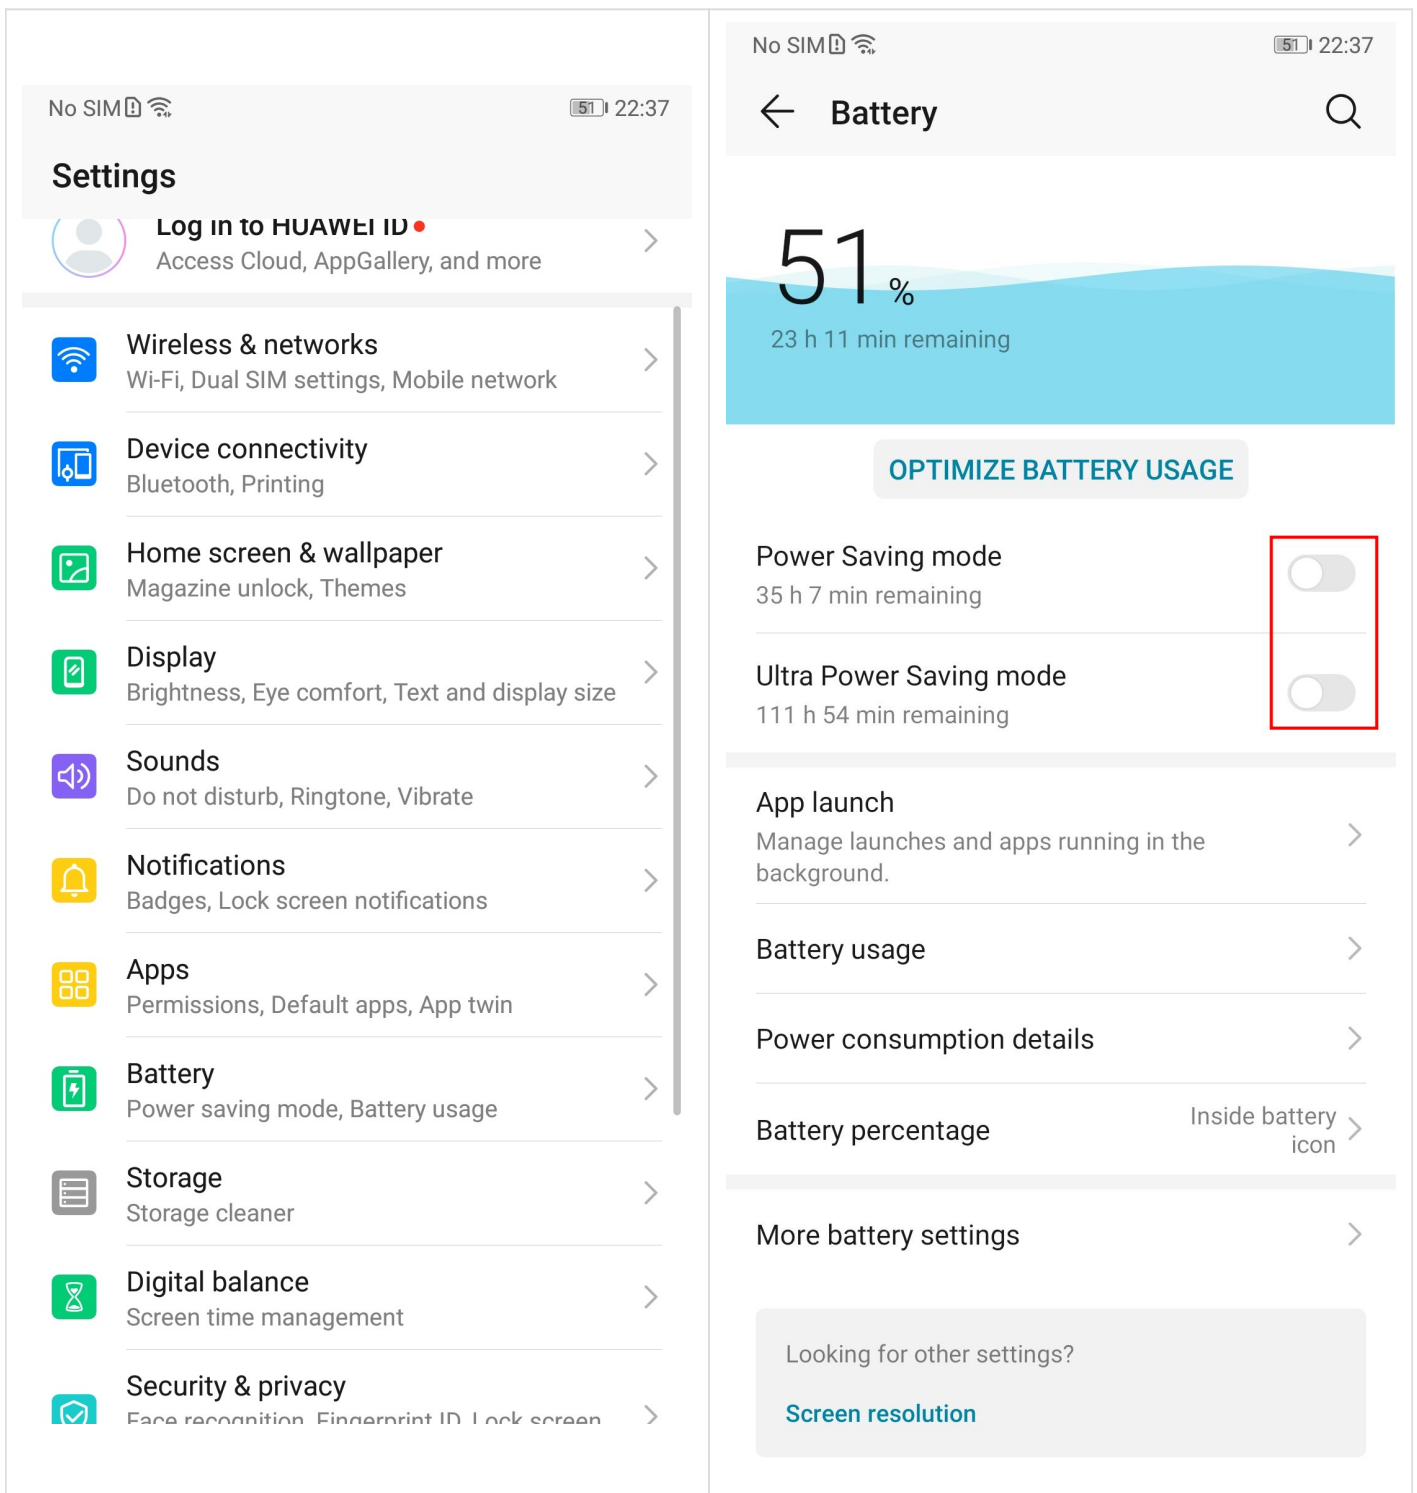 No SIM
51 22:37
Settings
Log in to HUAWEI ID
Access Cloud, AppGallery, and more
Wireless & networks
Wi-Fi, Dual SIM settings, Mobile network
Device connectivity
Bluetooth, Printing
Home screen & wallpaper
Magazine unlock, Themes
Display
Brightness, Eye comfort, Text and display size
Sounds
Do not disturb, Ringtone, Vibrate
Notifications
Badges, Lock screen notifications
Apps
Permissions, Default apps, App twin
Battery
Power saving mode, Battery usage
Storage
Storage cleaner
Digital balance
Screen time management
Security & privacy
Face recognition, Fingerprint ID, Lock screen
No SIM
51 22:37
Battery
51 %
23 h 11 min remaining
OPTIMIZE BATTERY USAGE
Power Saving mode
35 h 7 min remaining
Ultra Power Saving mode
111 h 54 min remaining
App launch
Manage launches and apps running in the
background.
Battery usage
Power consumption details
Battery percentage
Inside battery
icon
More battery settings
Looking for other settings?
Screen resolution